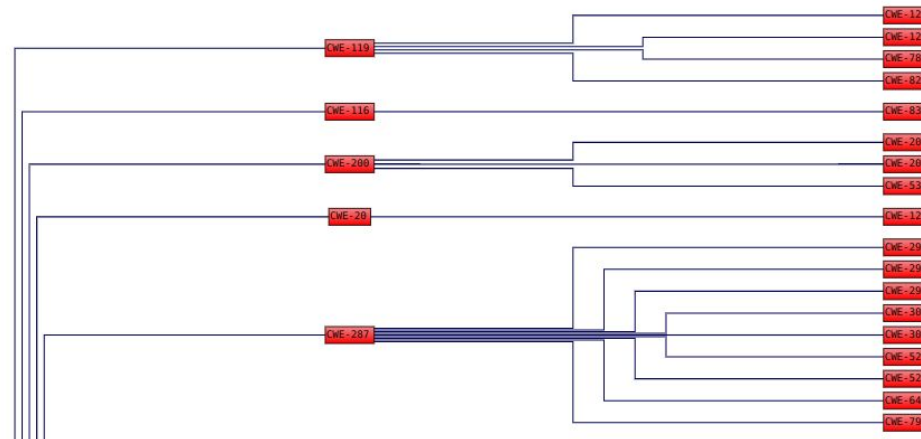 CWE-12
CWE-12
CWE-119
CWE-78
CWE-82
CWE-116
CWE-83
CWE-20
CWE-200
CWE-20
CWE-53
CWE-20
CWE-12
CWE-29
CWE-29
CWE-29
CWE-30
CWE-287
CWE-30
CWE-52
CWE-52
CWE-64
CWE-79